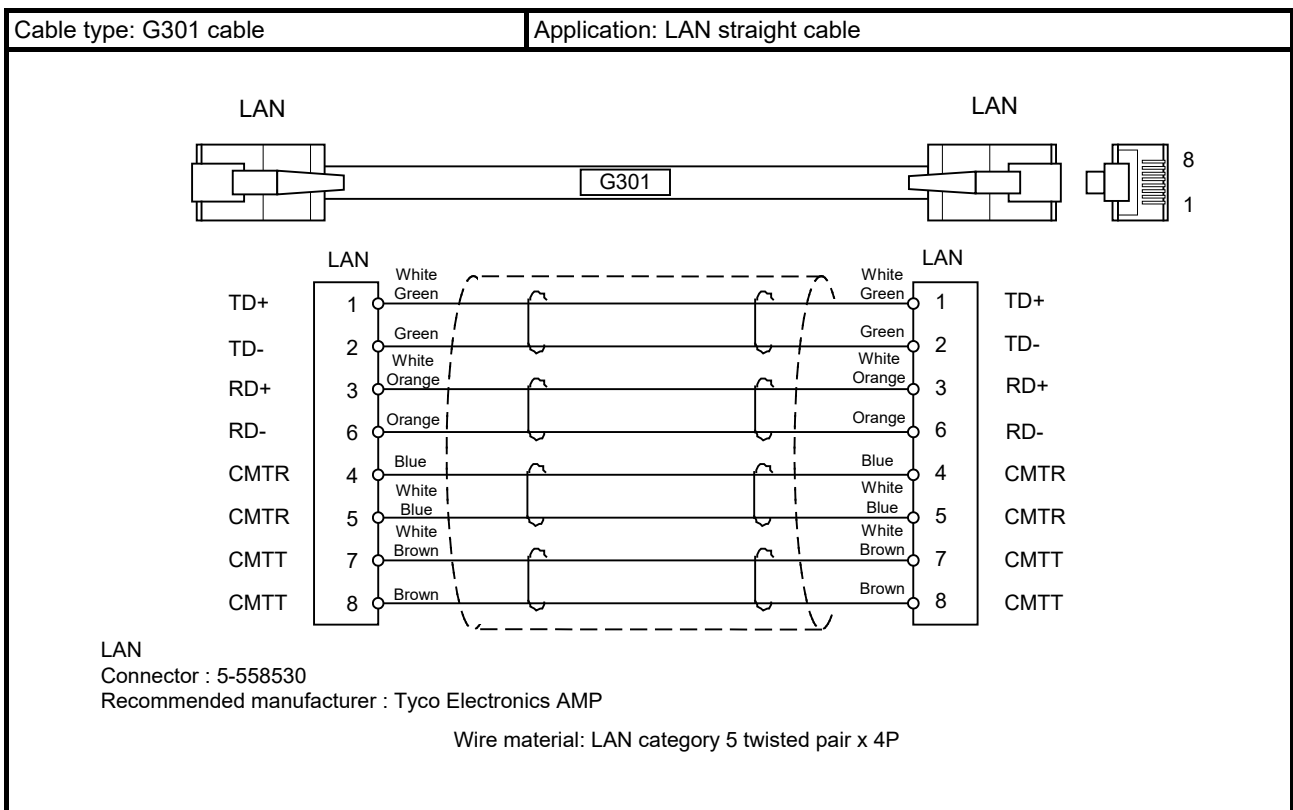 Cable type: G301 cable Application: LAN straight cable
LAN LAN
G301
8
1
LAN LAN
White White
TD+ 1 Green Green 1 TD+
TD- 2 Green Green 2 TD-
White White
RD+ 3 Orange Orange 3 RD+
RD- 6 Orange Orange 6 RD-
CMTR 4 Blue Blue 4 CMTR
White White
CMTR 5 Blue Blue 5 CMTR
White White
CMTT 7 Brown Brown 7 CMTT
CMTT 8 Brown Brown 8 CMTT
LAN
Connector : 5-558530
Recommended manufacturer : Tyco Electronics AMP
Wire material: LAN category 5 twisted pair x 4P